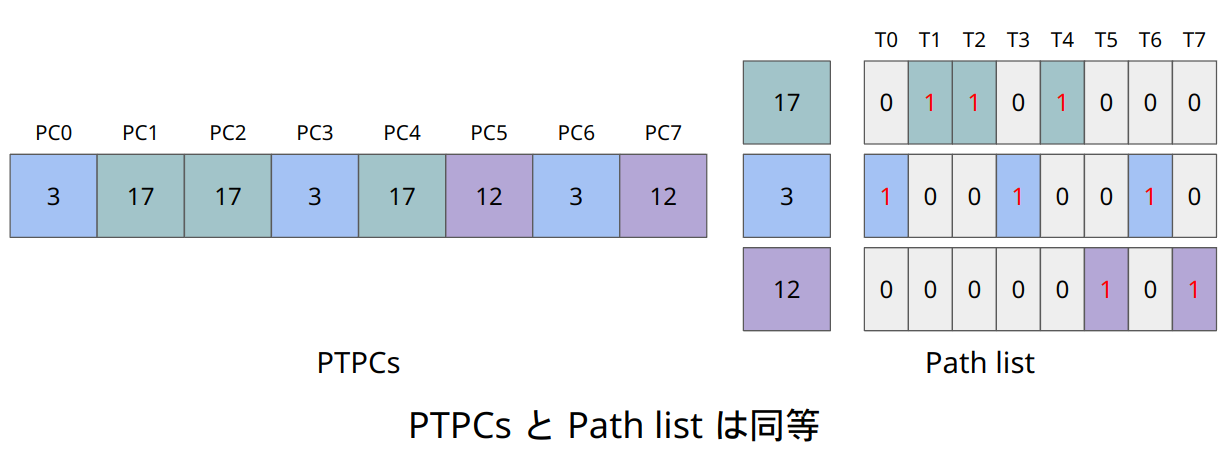 T0 T1 T2 T3 T4 T5 T6 T7
17 0 1 1 0 1 0 0 0
PC0 PC1 PC2 PC3 PC4 PC5 PC6 PC7
3 17 17 3 17 12 3 12
3 1 0 0 1 0 0 1 0
12 0 0 0 0 0 1 0 1
PTPCs
Path list
PTPCs と Path list は同等